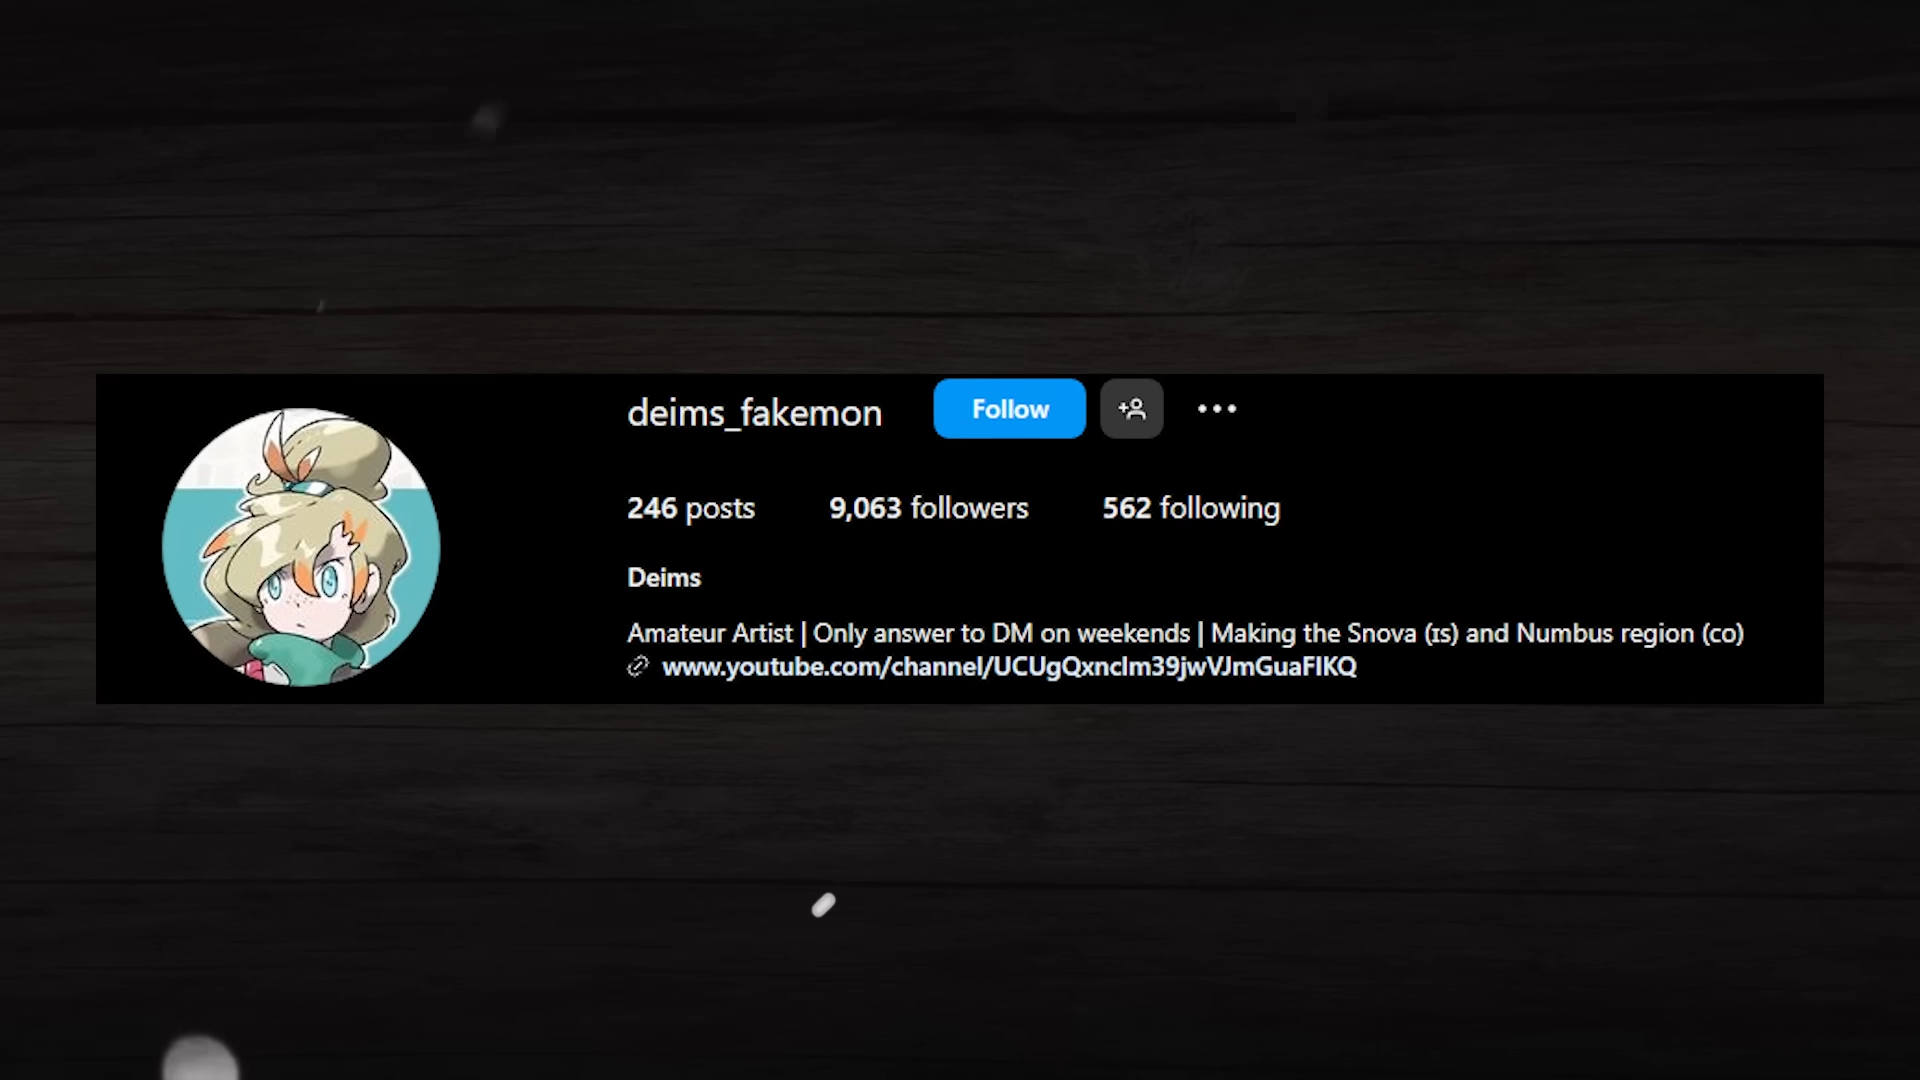 deims_fakemon Follow
246 posts 9,063 followers 562 following
Deims
Amateur Artist | Only answer to DM on weekends | Making the Snova (ɪs) and Numbus region (co)
www.youtube.com/channel/UCUgQxncIm39jwVJmGuaFIKQ